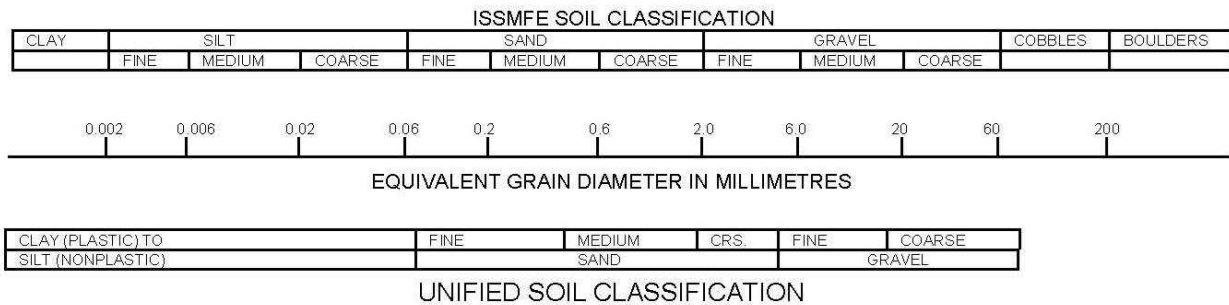 ISSMFE SOIL CLASSIFICATION
CLAY SILT SAND GRAVEL COBBLES BOULDERS
FINE MEDIUM COARSE FINE MEDIUM COARSE FINE MEDIUM COARSE
0.002 0.006 0.02 0.06 0.2 0.6 2.0 6.0 20 60 200
EQUIVALENT GRAIN DIAMETER IN MILLIMETRES
CLAY (PLASTIC) TO FINE MEDIUM CRS. FINE COARSE
SILT (NONPLASTIC) SAND GRAVEL
UNIFIED SOIL CLASSIFICATION